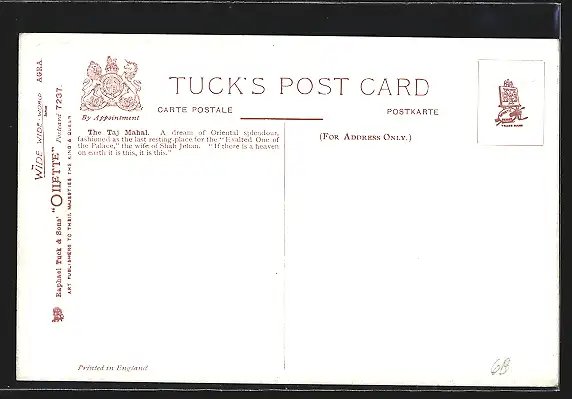 TUCK'S POST CARD
CARTE POSTALE
POSTKARTE
By Appointment
(FOR ADDRESS ONLY.)
The Taj Mahal. A dream of Oriental splendour,
fashioned as the last resting-place for the "Exalted One of
the Palace," the wife of Shah Jehan. "If there is a heaven
on earth it is this, it is this."
WIDE-WIDE-WORLD AGRA.
Raphael Tuck & Sons' "OILETTE" Postcard 7237.
ART PUBLISHERS TO THEIR MAJESTIES THE KING & QUEEN
TRADE MARK
Printed in England